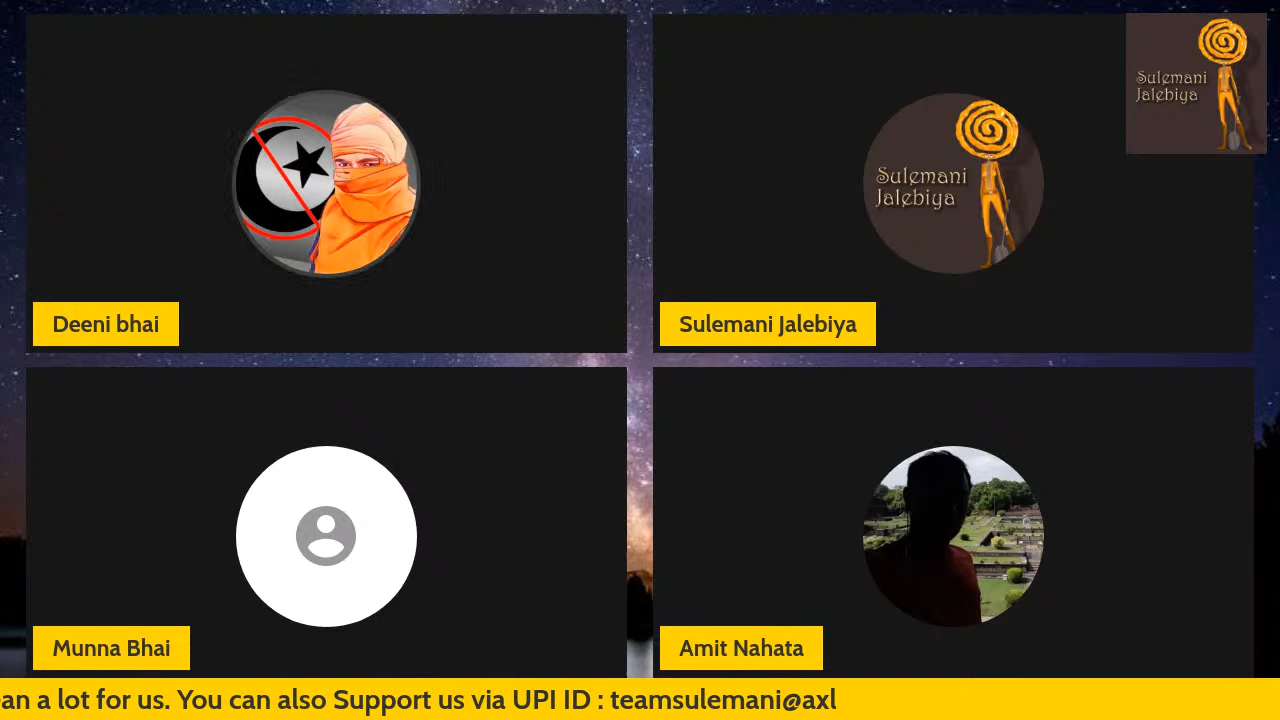 Sulemani
Jalebiya
Sulemani
Jalebiya
Deeni bhai
Sulemani Jalebiya
Munna Bhai
Amit Nahata
an a lot for us. You can also Support us via UPI ID : teamsulemani@axl